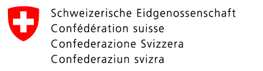 Schweizerische Eidgenossenschaft
Confédération suisse
Confederazione Svizzera
Confederaziun svizra